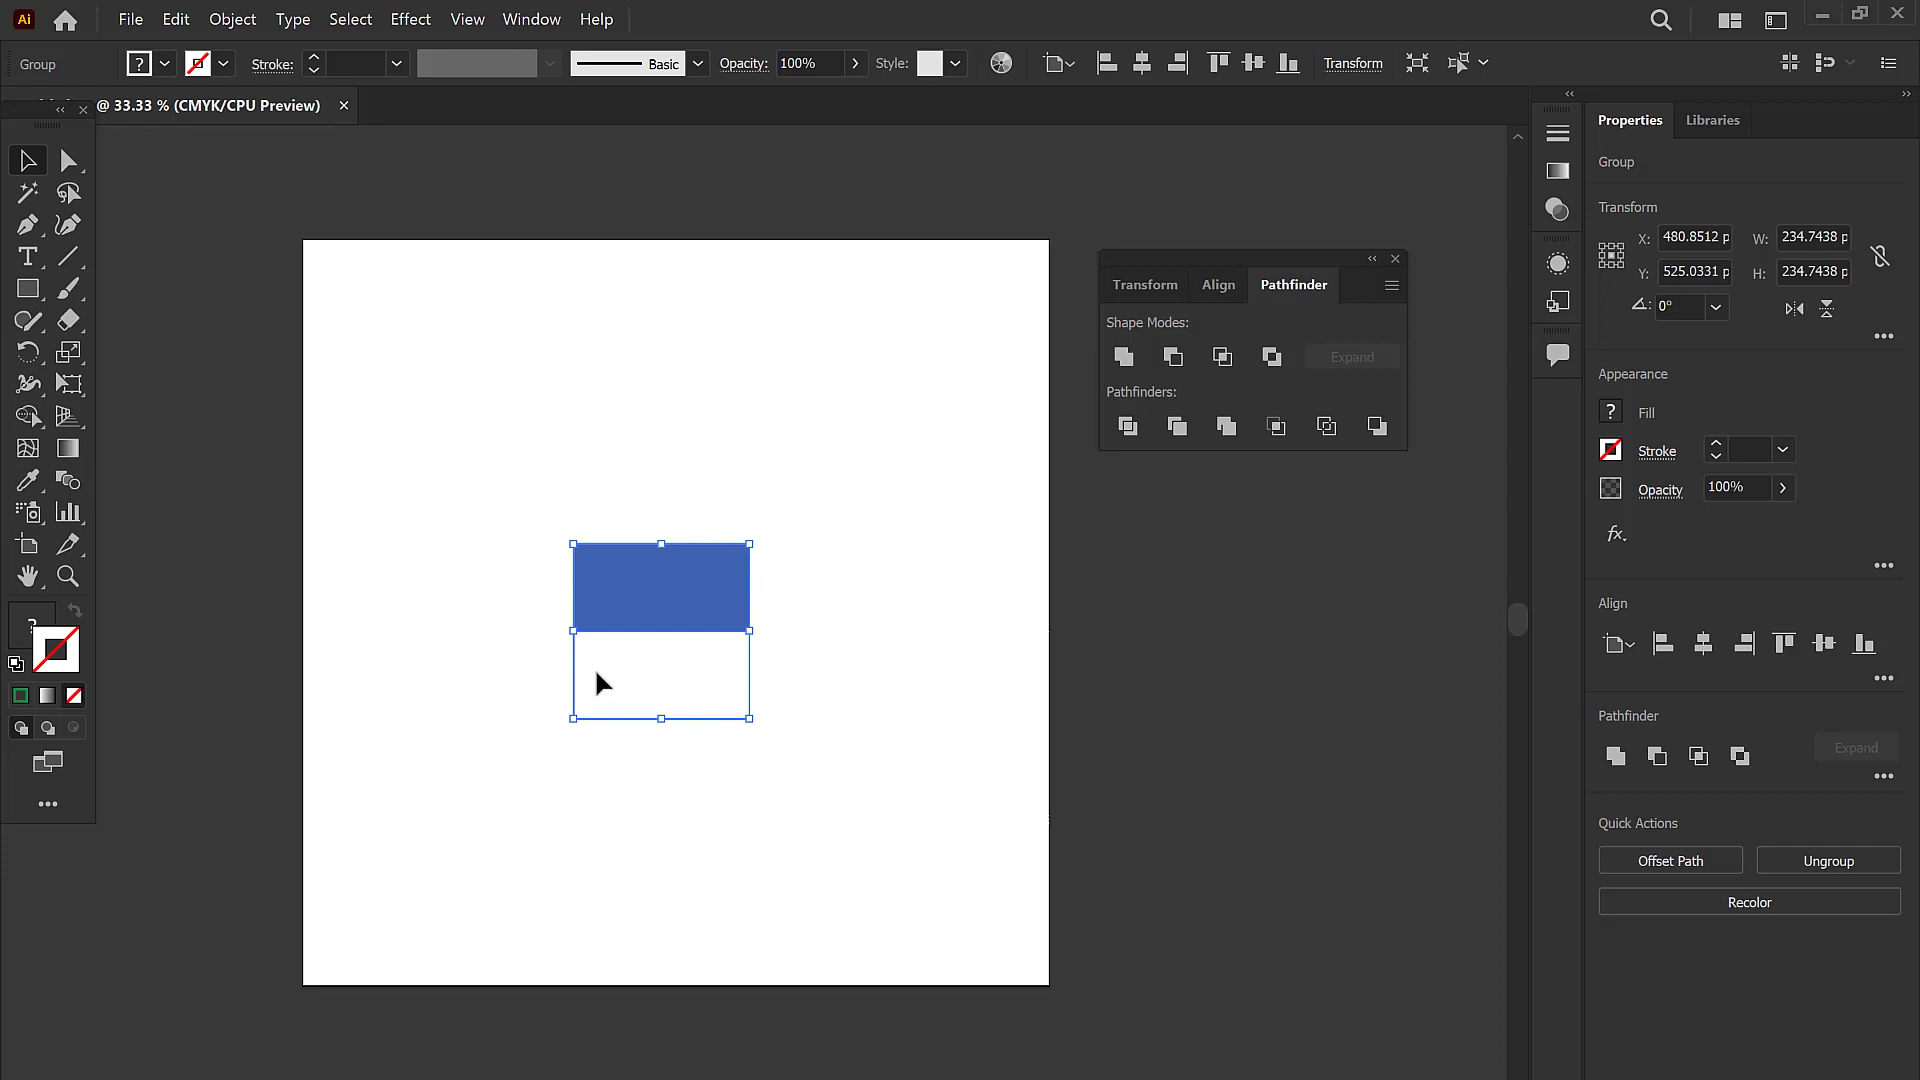 Ai
File Edit Object Type Select Effect View Window Help
Group
?
Stroke:
Basic
Opacity:
100%
Style:
Transform
@ 33.33 % (CMYK/CPU Preview)
Properties
Libraries
Group
Transform
X:
480.8512 p
W:
234.7438 p
Y:
525.0331 p
H:
234.7438 p
0°
Appearance
?
Fill
Stroke
Opacity
100%
fx.
Align
Pathfinder
Expand
Quick Actions
Offset Path
Ungroup
Recolor
Transform
Align
Pathfinder
Shape Modes:
Expand
Pathfinders:
T
?